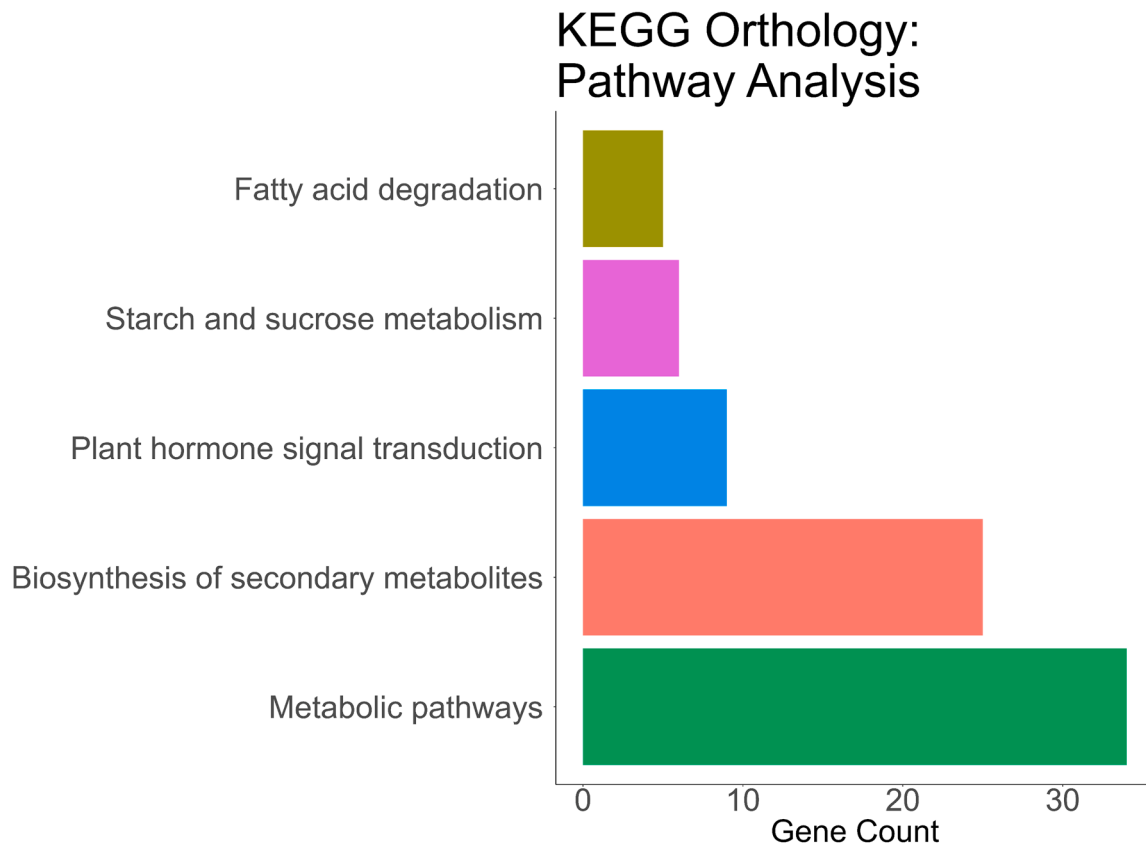 KEGG Orthology:
Pathway Analysis
Fatty acid degradation
Starch and sucrose metabolism
Plant hormone signal transduction
Biosynthesis of secondary metabolites
Metabolic pathways
0 10 20 30
Gene Count